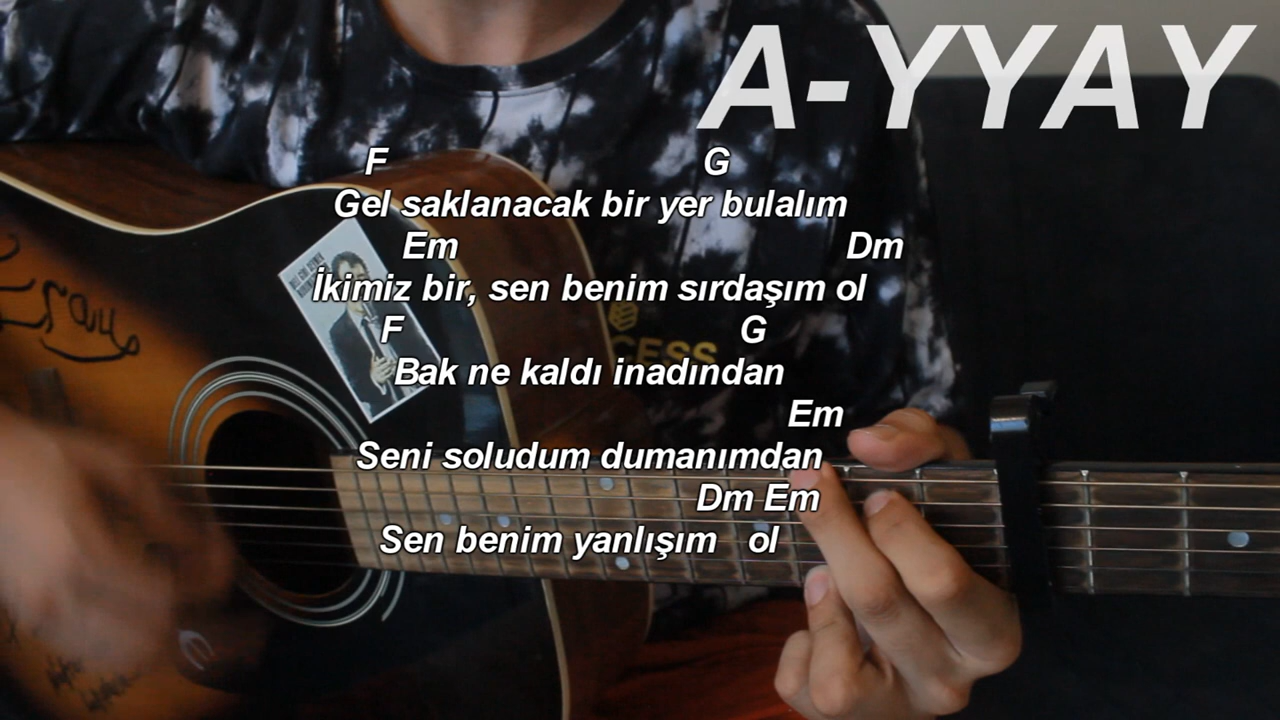 A-YYAY
F G
Gel saklanacak bir yer bulalım
Em Dm
İkimiz bir, sen benim sırdaşım ol
F G
Bak ne kaldı inadından
Em
Seni soludum dumanımdan
Dm Em
Sen benim yanlışım ol
CESS